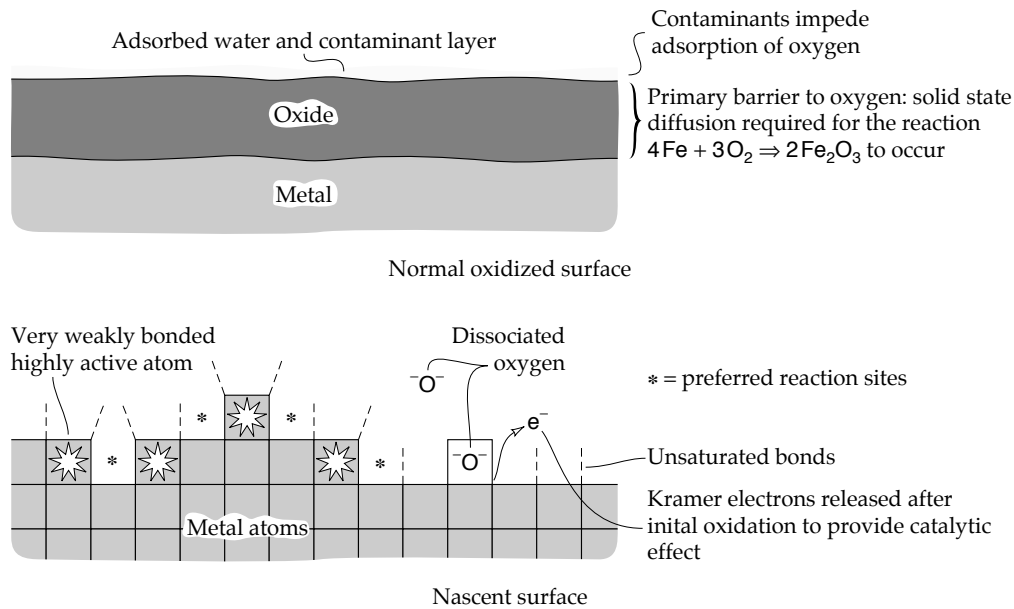 Contaminants impede
adsorption of oxygen
Adsorbed water and contaminant layer
Oxide
Primary barrier to oxygen: solid state
diffusion required for the reaction
4Fe + 3O₂ ⇒ 2Fe₂O₃ to occur
Metal
Normal oxidized surface
Very weakly bonded
highly active atom
Dissociated
oxygen
⁻O⁻
* = preferred reaction sites
* *
e⁻
* * ⁻O⁻
Unsaturated bonds
Metal atoms
Kramer electrons released after
inital oxidation to provide catalytic
effect
Nascent surface